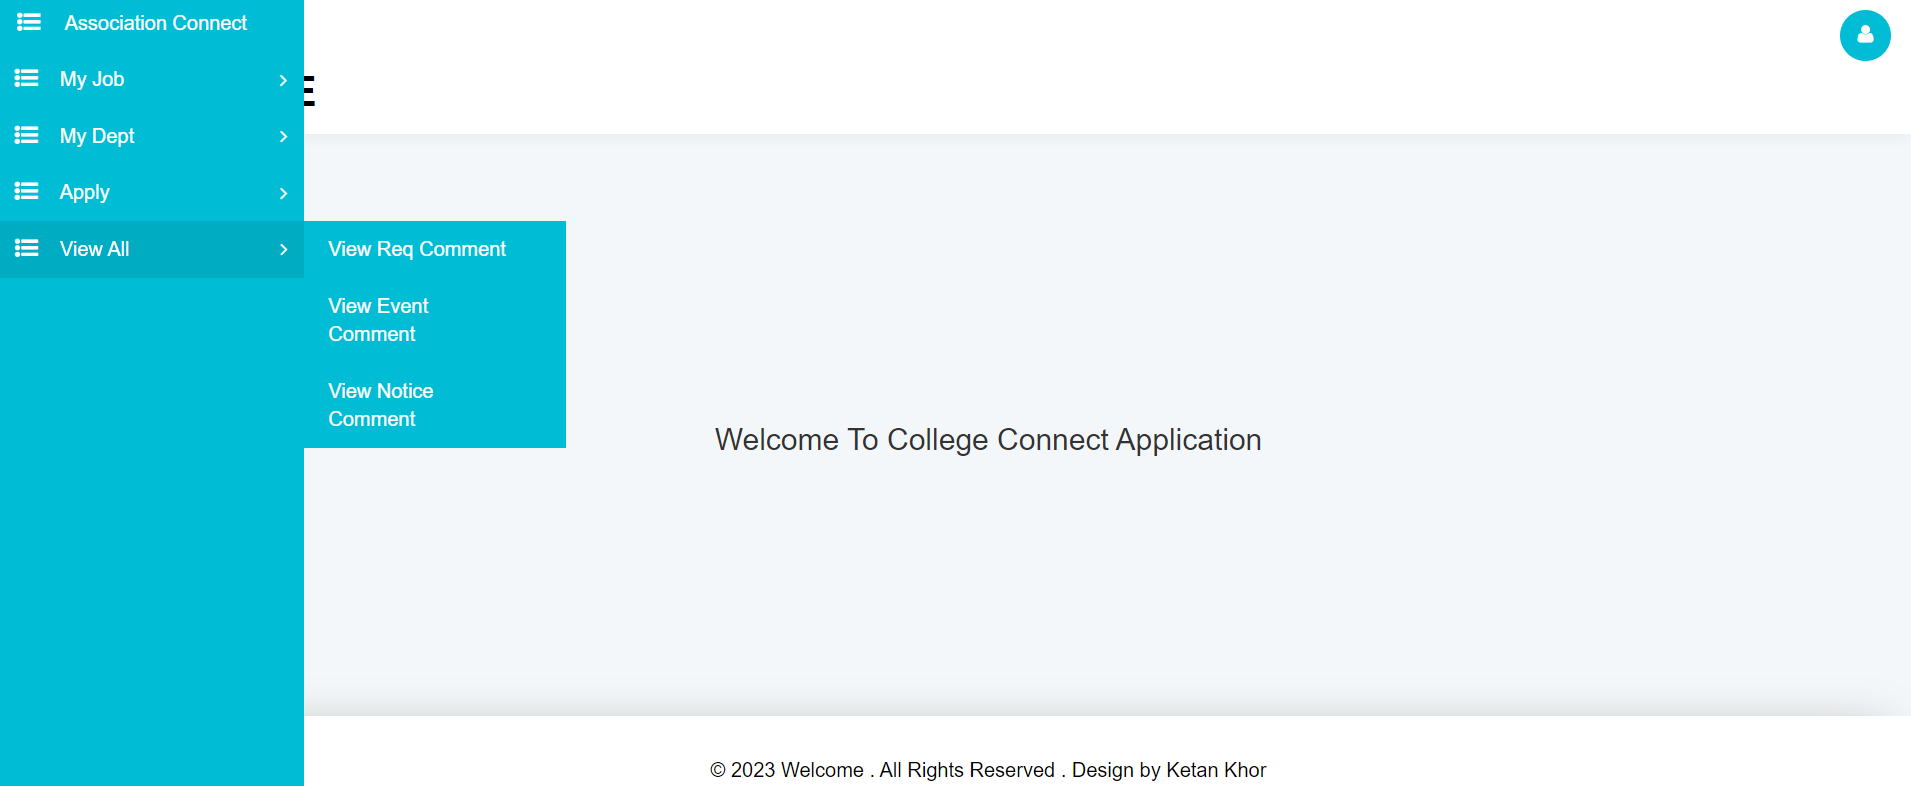 Association Connect
My Job
E
My Dept
Apply
View All
View Req Comment
View Event
Comment
View Notice
Comment
Welcome To College Connect Application
© 2023 Welcome . All Rights Reserved . Design by Ketan Khor